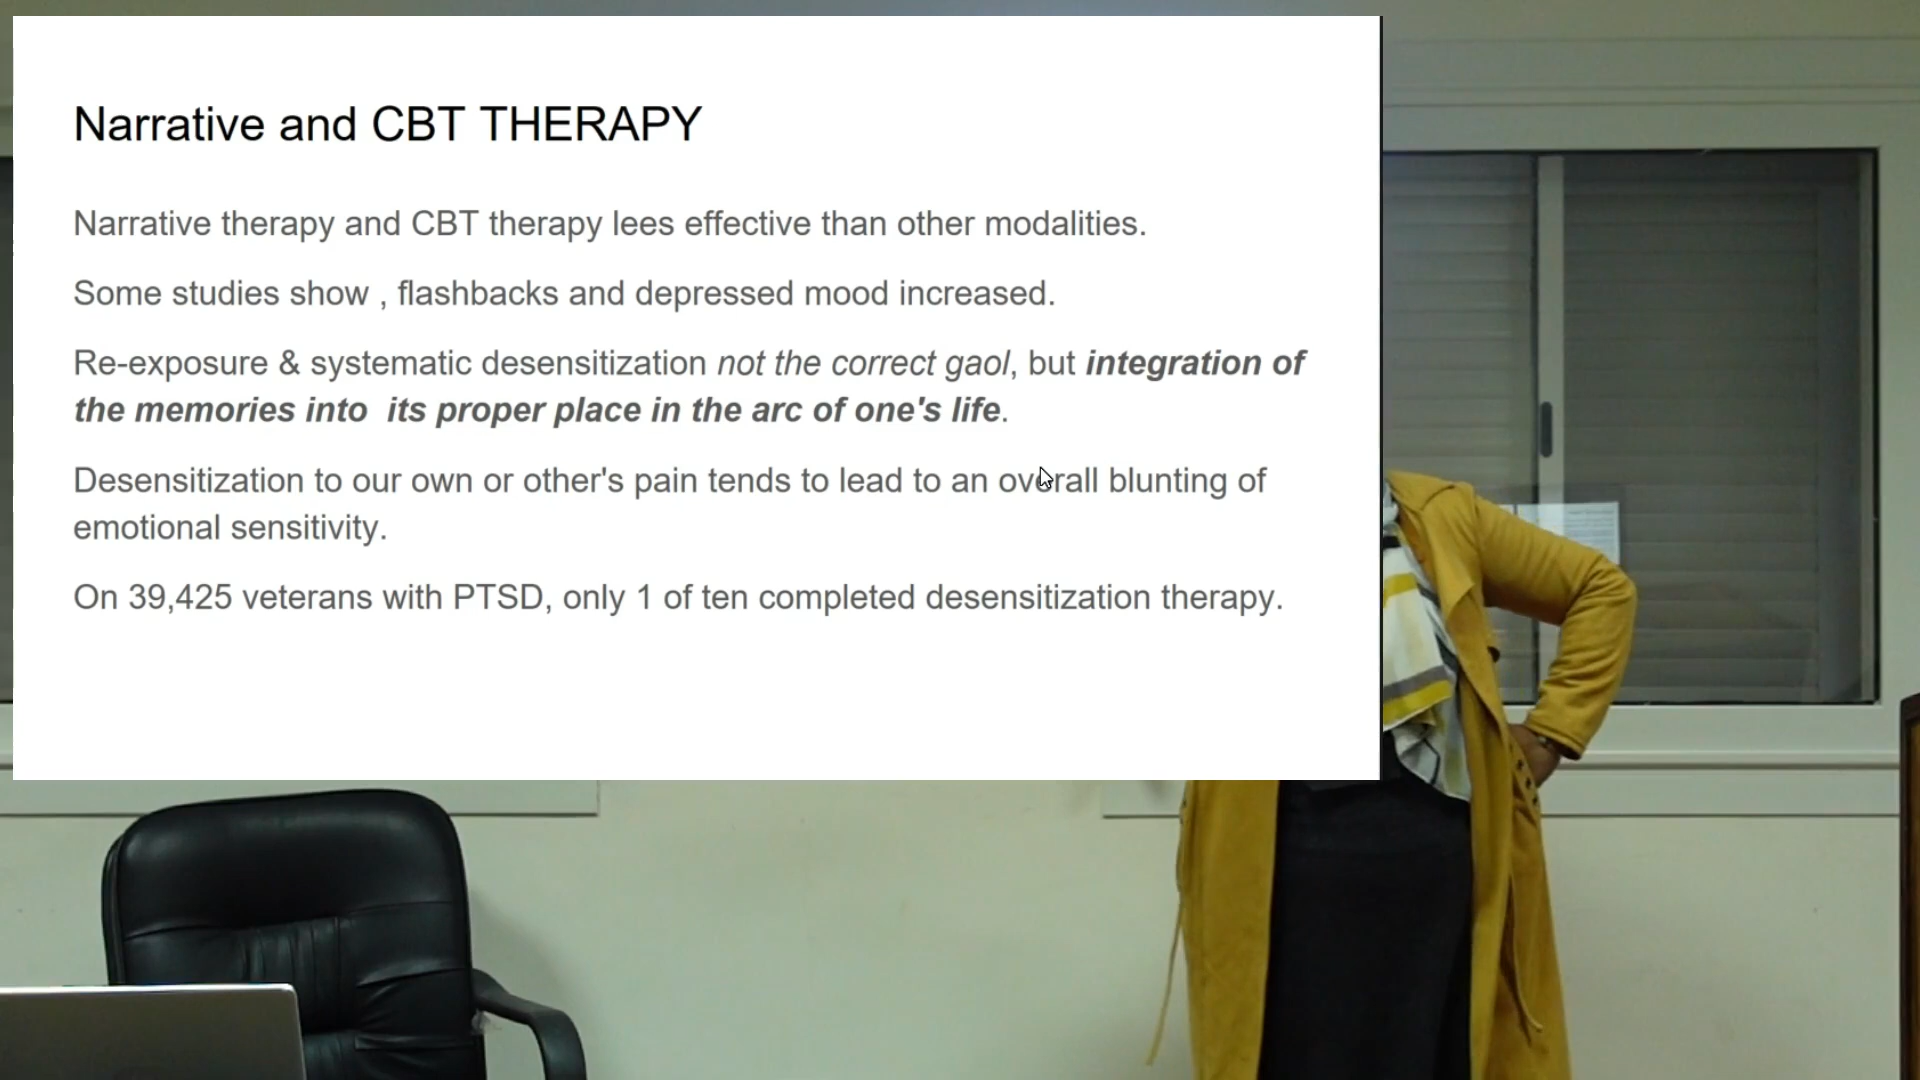 Narrative and CBT THERAPY
Narrative therapy and CBT therapy lees effective than other modalities.
Some studies show , flashbacks and depressed mood increased.
Re-exposure & systematic desensitization not the correct gaol, but integration of
the memories into its proper place in the arc of one's life.
Desensitization to our own or other's pain tends to lead to an overall blunting of
emotional sensitivity.
On 39,425 veterans with PTSD, only 1 of ten completed desensitization therapy.